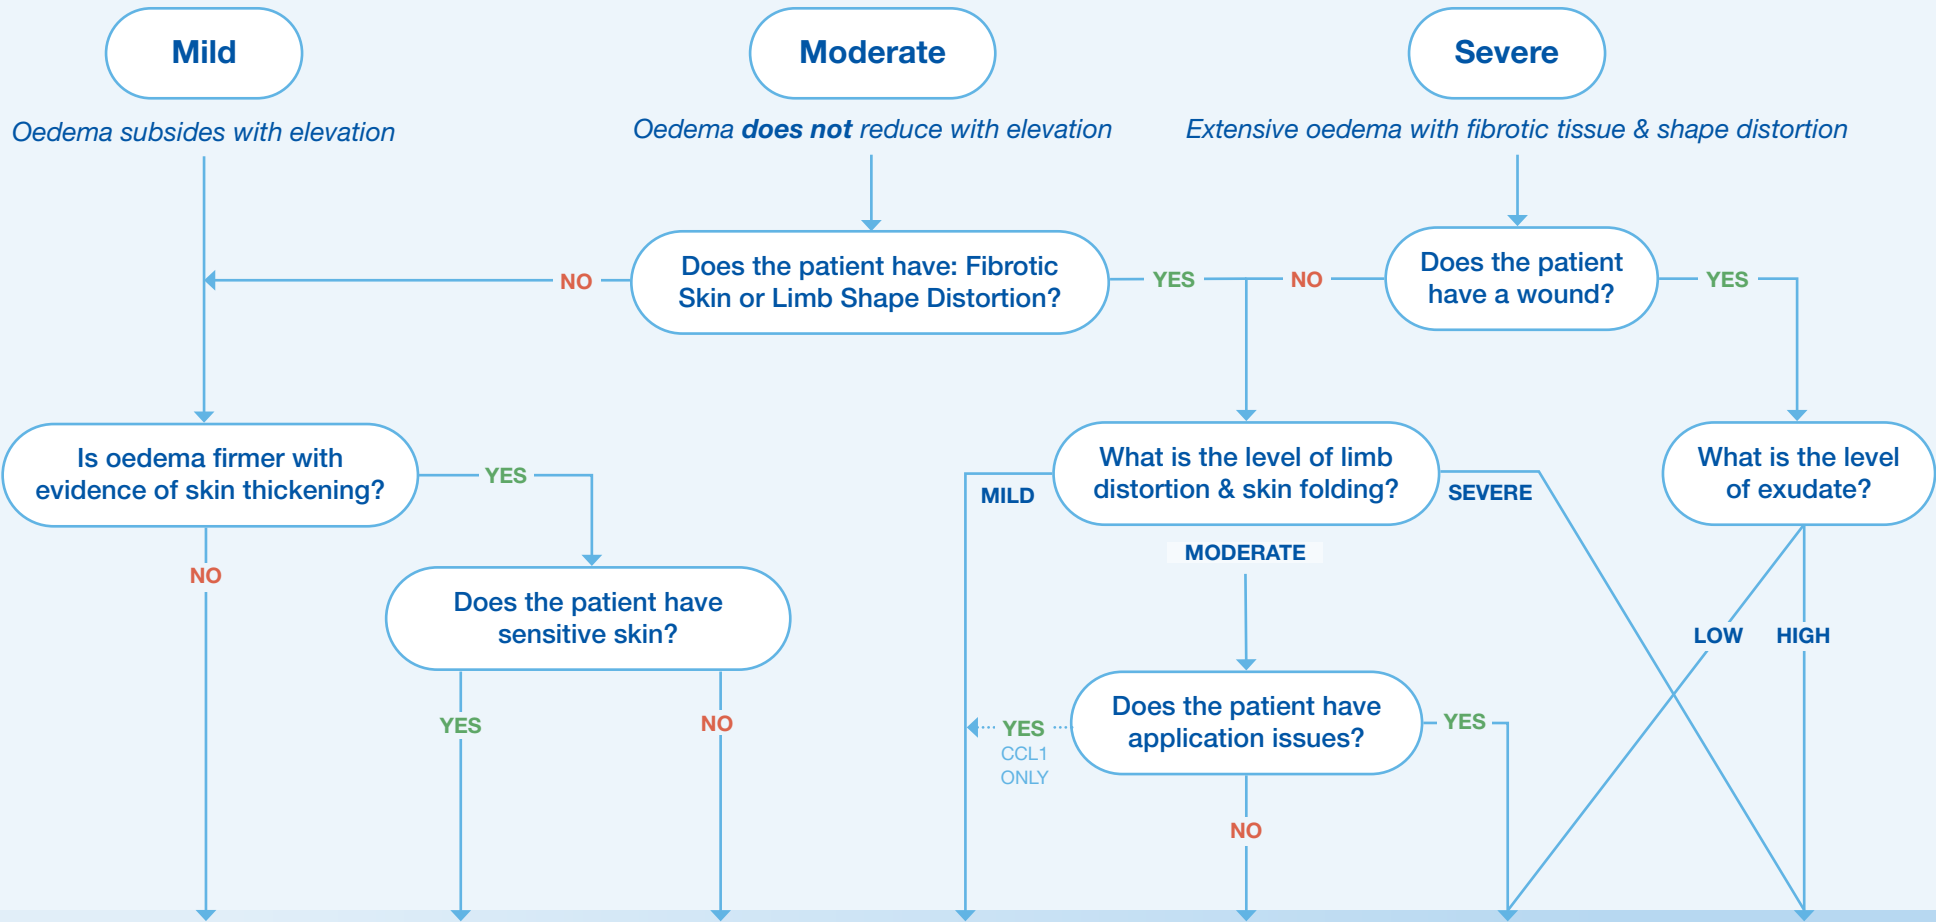 Mild
Moderate
Severe
Oedema subsides with elevation
Oedema does not reduce with elevation
Extensive oedema with fibrotic tissue & shape distortion
NO
Does the patient have: Fibrotic
Skin or Limb Shape Distortion?
YES
NO
Does the patient
have a wound?
YES
Is oedema firmer with
evidence of skin thickening?
YES
NO
Does the patient have
sensitive skin?
YES
NO
What is the level of limb
distortion & skin folding?
MILD
SEVERE
MODERATE
What is the level
of exudate?
LOW
HIGH
Does the patient have
application issues?
YES
CCL1
ONLY
YES
NO